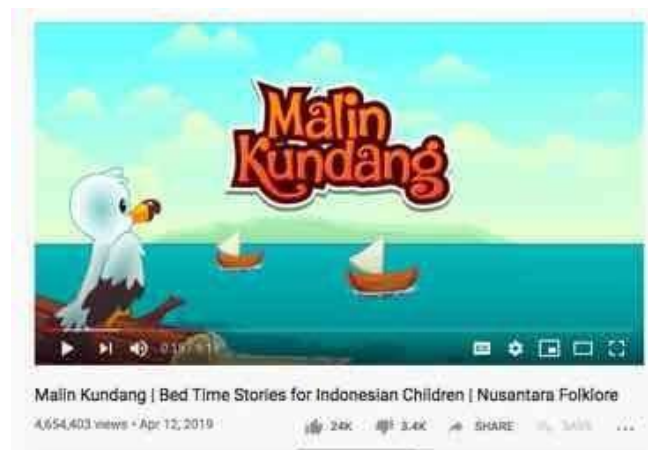 Malin
Kundang
CC
Malin Kundang | Bed Time Stories for Indonesian Children | Nusantara Folklore
4,654,403 views • Apr 12, 2019 24K 3.4K SHARE SAVE ...